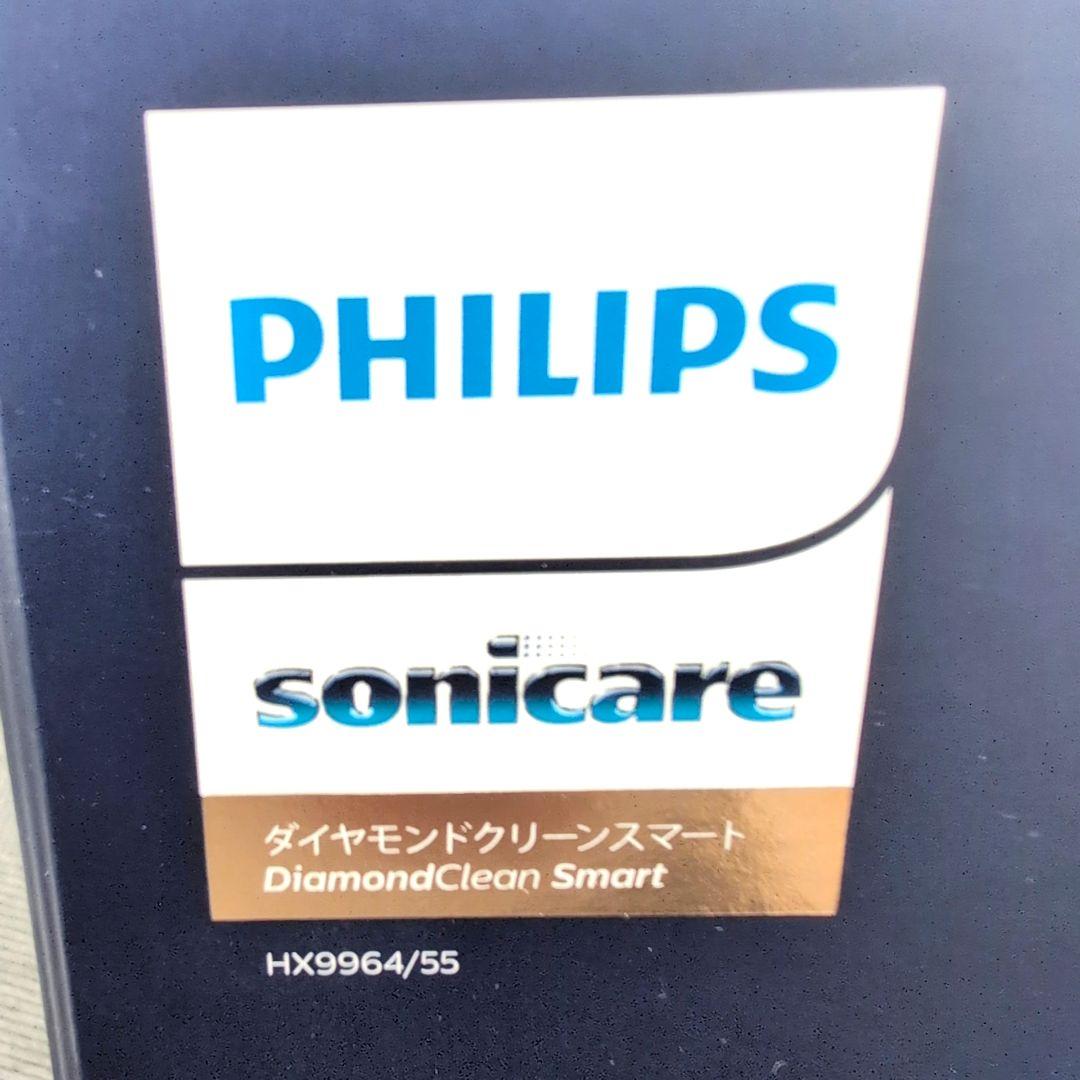 PHILIPS
sonicare
ダイヤモンドクリーンスマート
DiamondClean Smart
HX9964/55